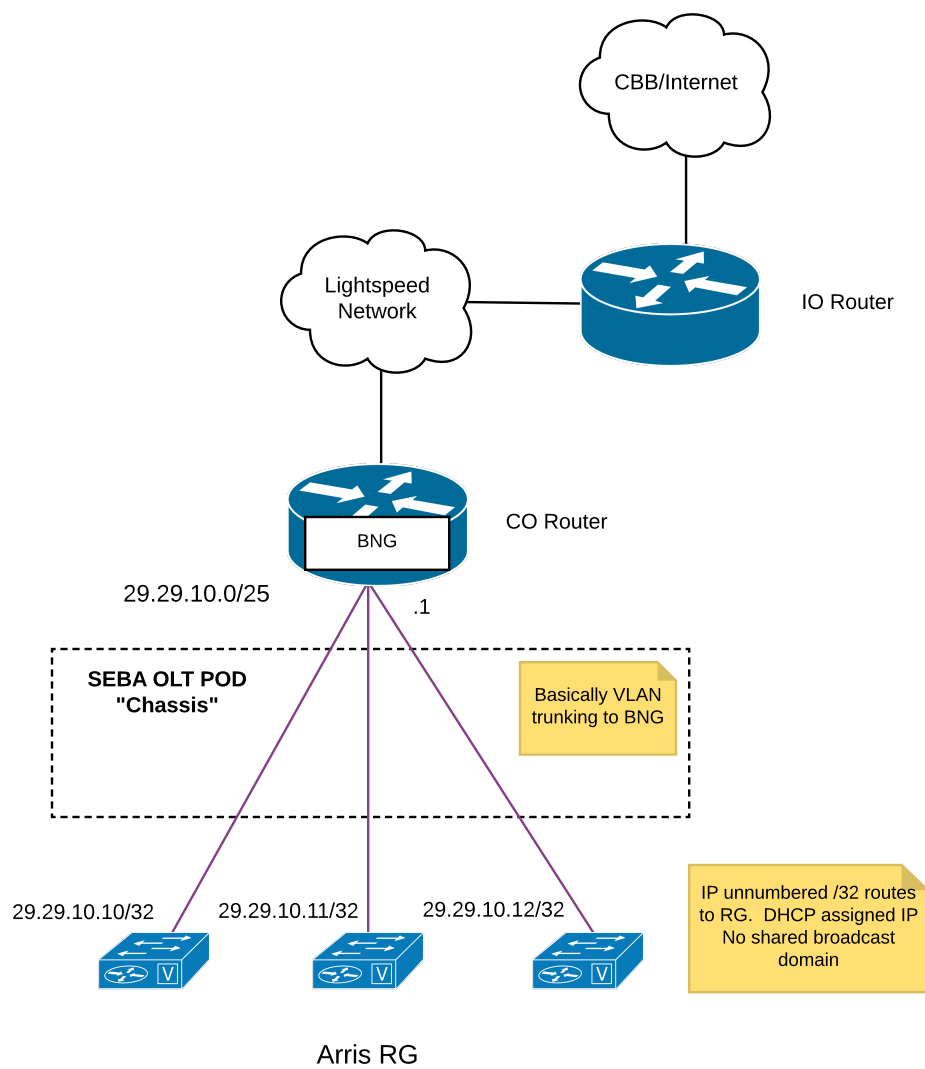 CBB/Internet
Lightspeed
Network
IO Router
CO Router
BNG
29.29.10.0/25
.1
SEBA OLT POD
"Chassis"
Basically VLAN
trunking to BNG
29.29.10.10/32
29.29.10.11/32
29.29.10.12/32
IP unnumbered /32 routes
to RG.  DHCP assigned IP
No shared broadcast
domain
V
V
V
Arris RG